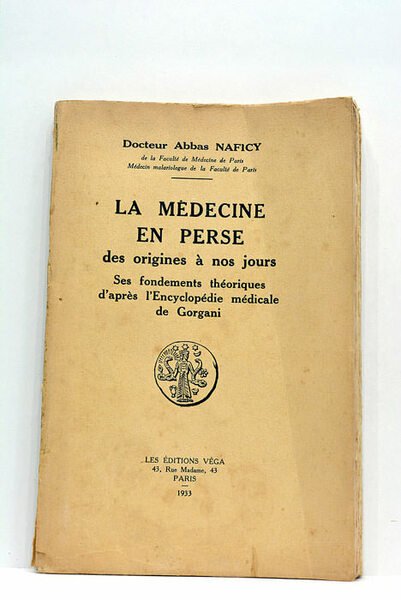 Docteur Abbas NAFICY
de la Faculté de Médecine de Paris
Médecin malariologue de la Faculté de Paris
LA MÉDECINE
EN PERSE
des origines à nos jours
Ses fondements théoriques
d'après l'Encyclopédie médicale
de Gorgani
LES ÉDITIONS VÉGA
43, Rue Madame, 43
PARIS
1933